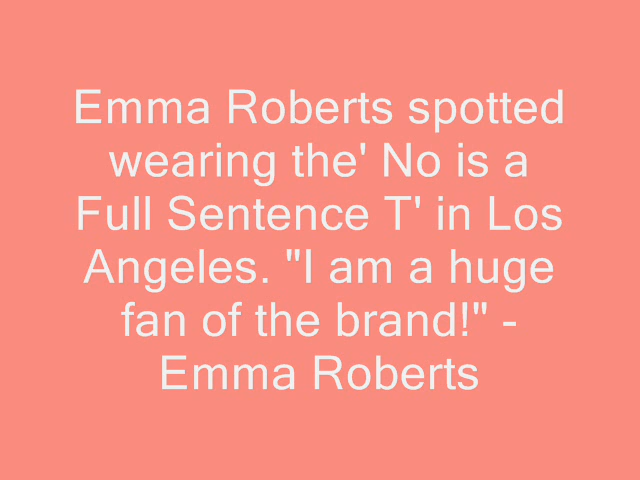 Emma Roberts spotted
wearing the' No is a
Full Sentence T' in Los
Angeles. "I am a huge
fan of the brand!" -
Emma Roberts